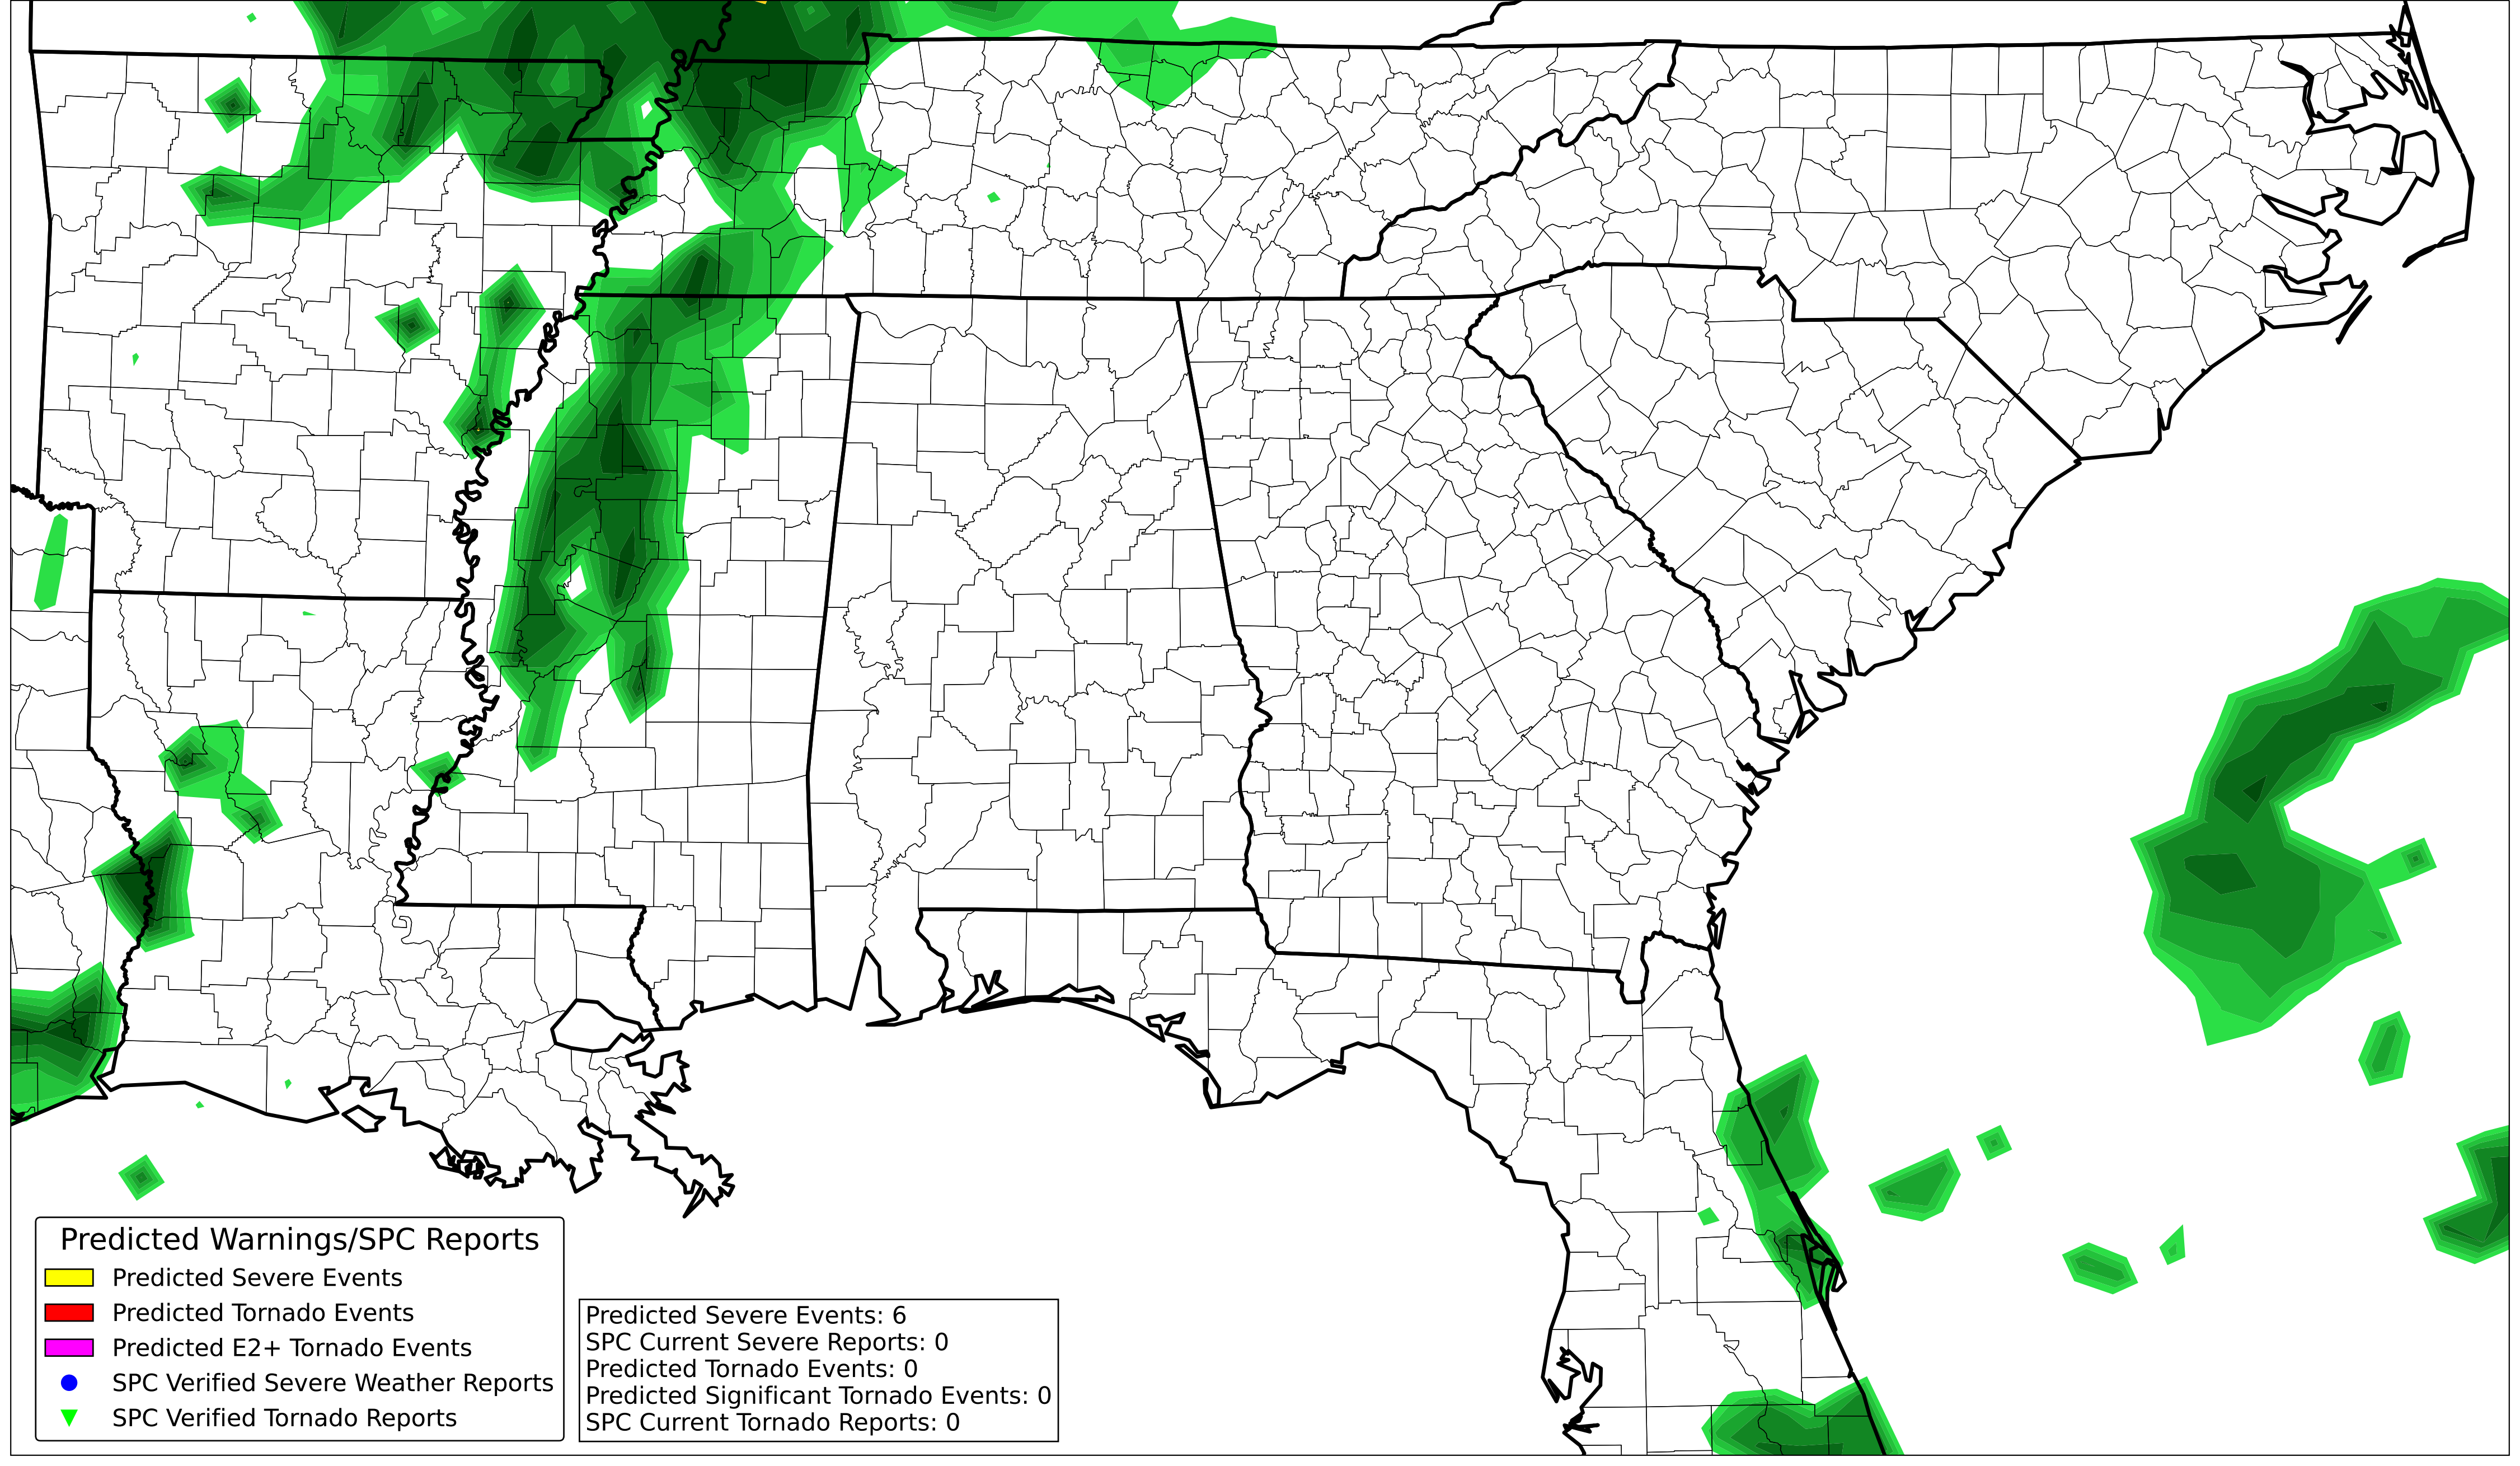 Predicted Warnings/SPC Reports
Predicted Severe Events
Predicted Tornado Events
Predicted E2+ Tornado Events
SPC Verified Severe Weather Reports
SPC Verified Tornado Reports
Predicted Severe Events: 6
SPC Current Severe Reports: 0
Predicted Tornado Events: 0
Predicted Significant Tornado Events: 0
SPC Current Tornado Reports: 0